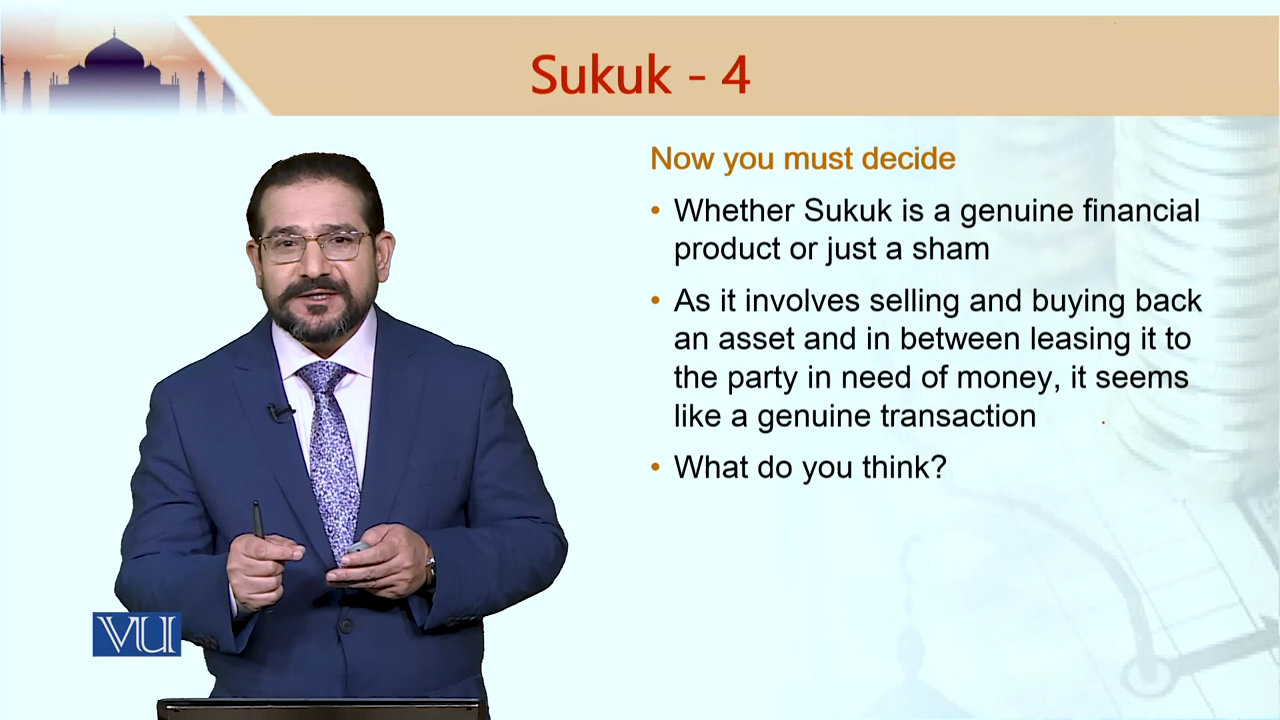 Sukuk - 4
Now you must decide
• Whether Sukuk is a genuine financial
product or just a sham
• As it involves selling and buying back
an asset and in between leasing it to
the party in need of money, it seems
like a genuine transaction
• What do you think?
VU